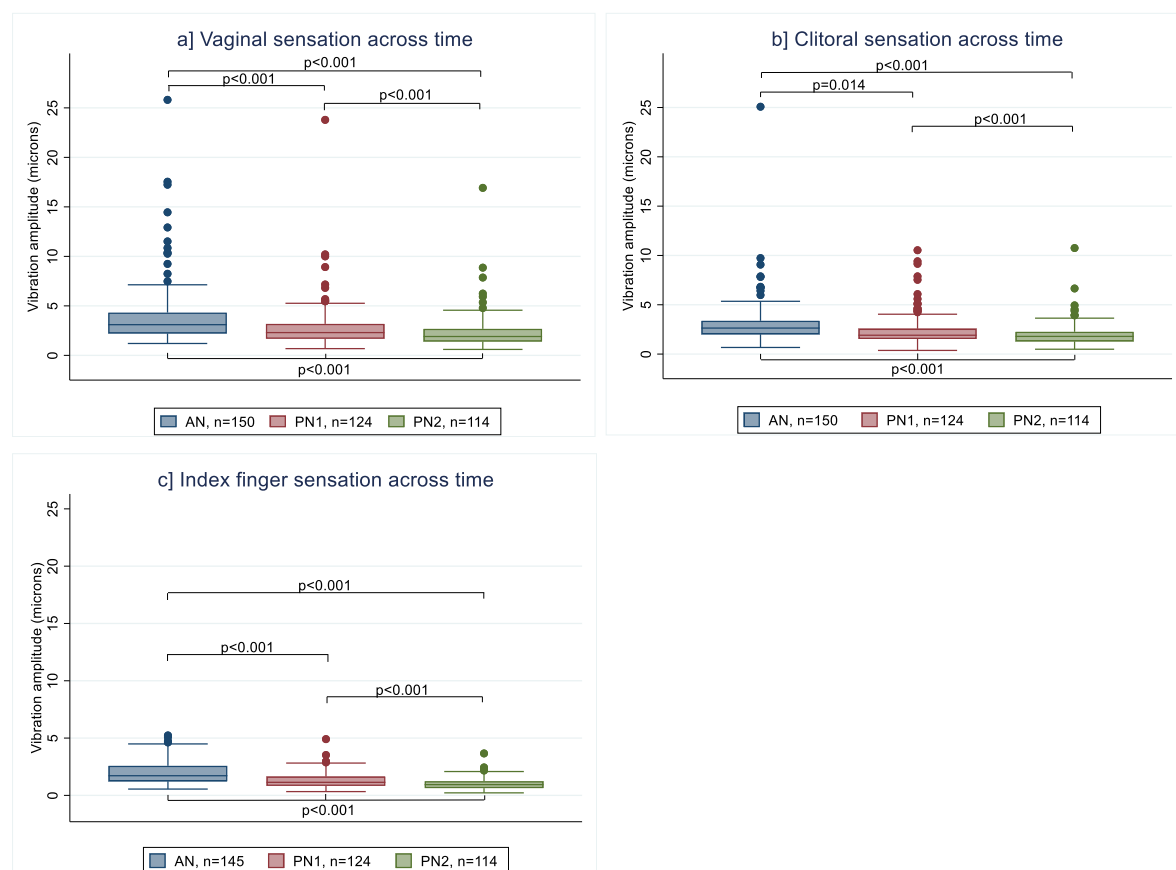 a] Vaginal sensation across time
p<0.001
p<0.001
p<0.001
Vibration amplitude (microns)
25
20
15
10
5
0
p<0.001
AN, n=150 PN1, n=124 PN2, n=114
b] Clitoral sensation across time
p<0.001
p=0.014
p<0.001
Vibration amplitude (microns)
25
20
15
10
5
0
p<0.001
AN, n=150 PN1, n=124 PN2, n=114
c] Index finger sensation across time
p<0.001
p<0.001
p<0.001
Vibration amplitude (microns)
25
20
15
10
5
0
p<0.001
AN, n=145 PN1, n=124 PN2, n=114